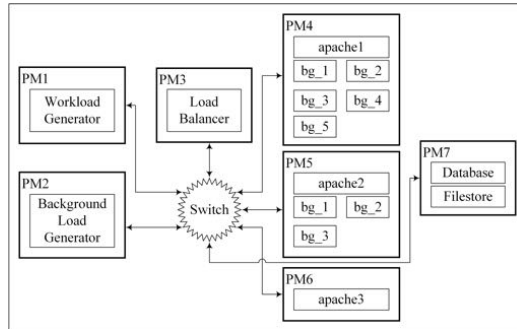 PM1
Workload
Generator
PM2
Background
Load
Generator
PM3
Load
Balancer
Switch
PM4
apache1
bg_1 bg_2
bg_3 bg_4
bg_5
PM5
apache2
bg_1 bg_2
bg_3
PM6
apache3
PM7
Database
Filestore